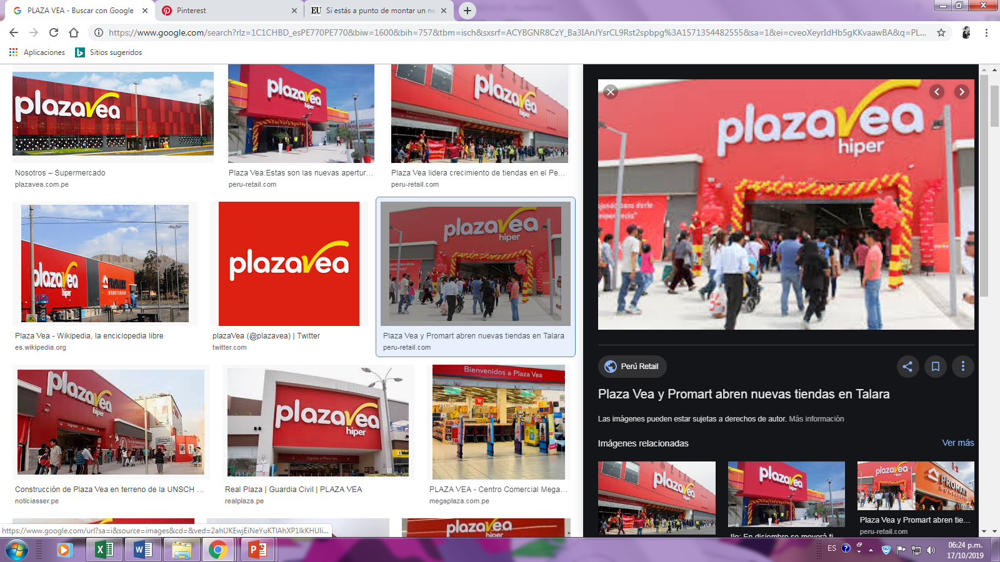 PLAZA VEA - Buscar con Google
Pinterest
EU Si estás a punto de montar un ne
https://www.google.com/search?rlz=1C1CHBD_esPE770PE770&biw=1600&bih=757&tbm=isch&sxsrf=ACYBGNR8CzY_Ba3IAnJYsrCL9Rst2spbpg%3A1571354482555&sa=1&ei=cveoXeyrIdHb5gKKvaawBA&q=PL...
Aplicaciones
Sitios sugeridos
plazavea
plazavea
hiper
plazavea
hiper
Nosotros – Supermercado
plazavea.com.pe
Plaza Vea:Estas son las nuevas apertur...
peru-retail.com
Plaza Vea lidera crecimiento de tiendas en el Pe...
peru-retail.com
plazavea
hiper
PROMART
HOMECENTER
plazavea
plazavea
hiper
Plaza Vea - Wikipedia, la enciclopedia libre
es.wikipedia.org
plazaVea (@plazavea) | Twitter
twitter.com
Plaza Vea y Promart abren nuevas tiendas en Talara
peru-retail.com
plazavea
hiper
Ingreso
plazavea
hiper
Ingreso a Plaza Vea
Bienvenidos a Plaza Vea
Construcción de Plaza Vea en terreno de la UNSCH ...
noticiasser.pe
Real Plaza | Guardia Civil | PLAZA VEA
realplaza.pe
PLAZA VEA - Centro Comercial Mega...
megaplaza.com.pe
plazavea
https://www.google.com/url?sa=i&source=images&cd=&ved=2ahUKEwjEiNeYuKTlAhXP1lkKHUIi...
plazavea
hiper
Perú Retail
Plaza Vea y Promart abren nuevas tiendas en Talara
Las imágenes pueden estar sujetas a derechos de autor. Más información
Imágenes relacionadas
Ver más
plazavea
hiper
plazavea
hiper
plazavea
hiper
PROMART
Plaza Vea y Promart abren tie...
peru-retail.com
Ilo: En diciembre se moverá ti
ES
06:24 p.m.
17/10/2019